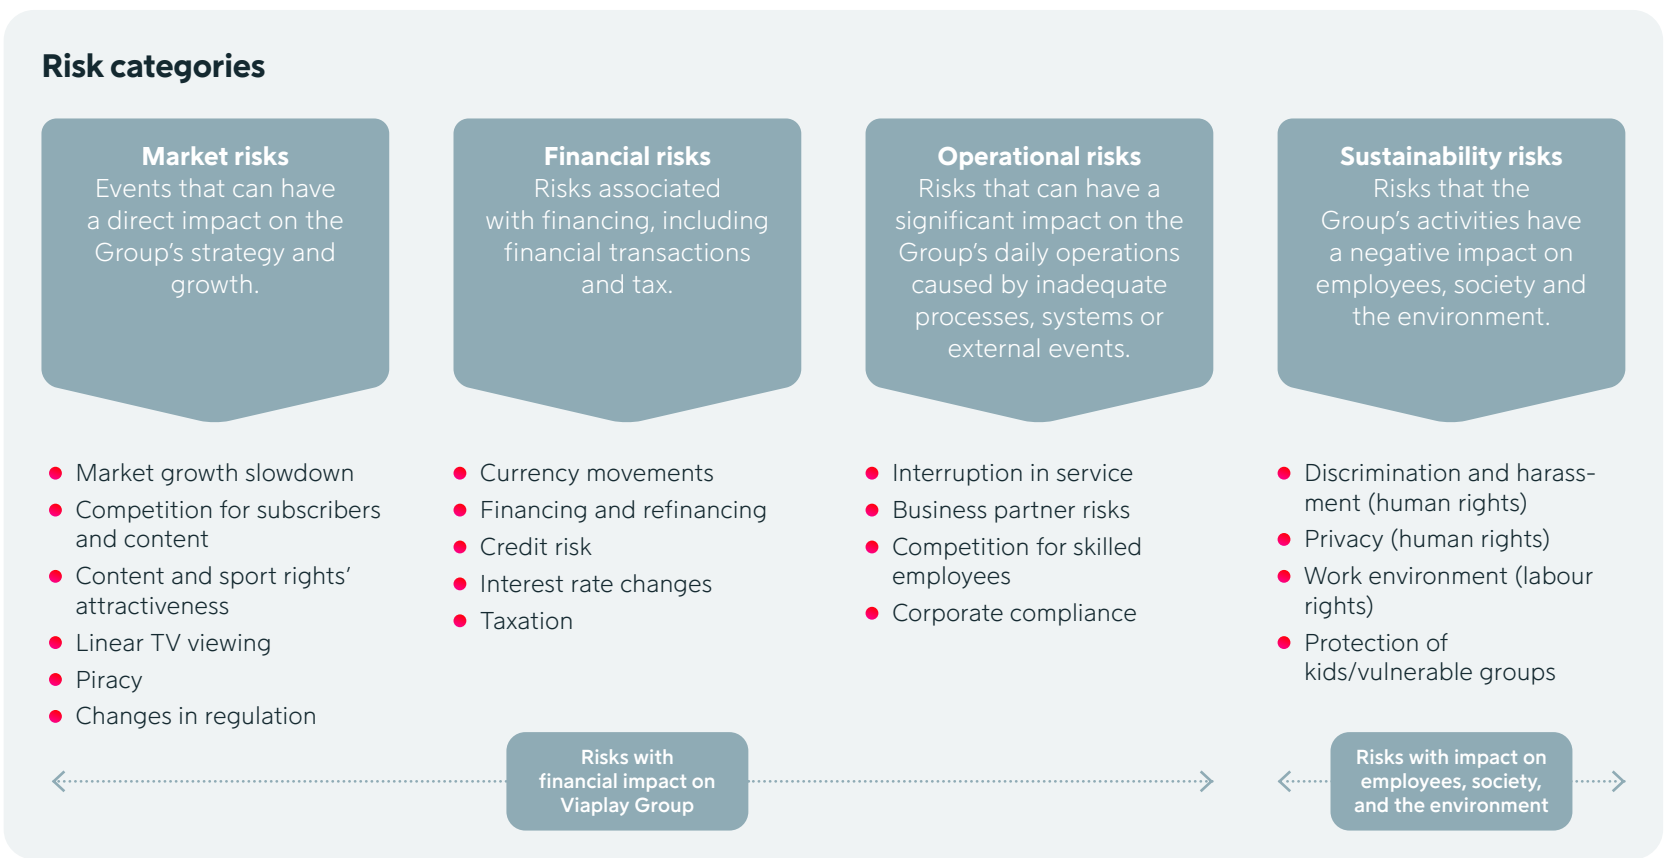 Risk categories
Market risks
Events that can have
a direct impact on the
Group's strategy and
growth.
Financial risks
Risks associated
with financing, including
financial transactions
and tax.
Operational risks
Risks that can have a
significant impact on the
Group's daily operations
caused by inadequate
processes, systems or
external events.
Sustainability risks
Risks that the
Group's activities have
a negative impact on
employees, society and
the environment.
Market growth slowdown
Competition for subscribers
and content
Content and sport rights'
attractiveness
Linear TV viewing
Piracy
Changes in regulation
Currency movements
Financing and refinancing
Credit risk
Interest rate changes
Taxation
Interruption in service
Business partner risks
Competition for skilled
employees
Corporate compliance
Discrimination and harass-
ment (human rights)
Privacy (human rights)
Work environment (labour
rights)
Protection of
kids/vulnerable groups
Risks with
financial impact on
Viaplay Group
Risks with impact on
employees, society,
and the environment